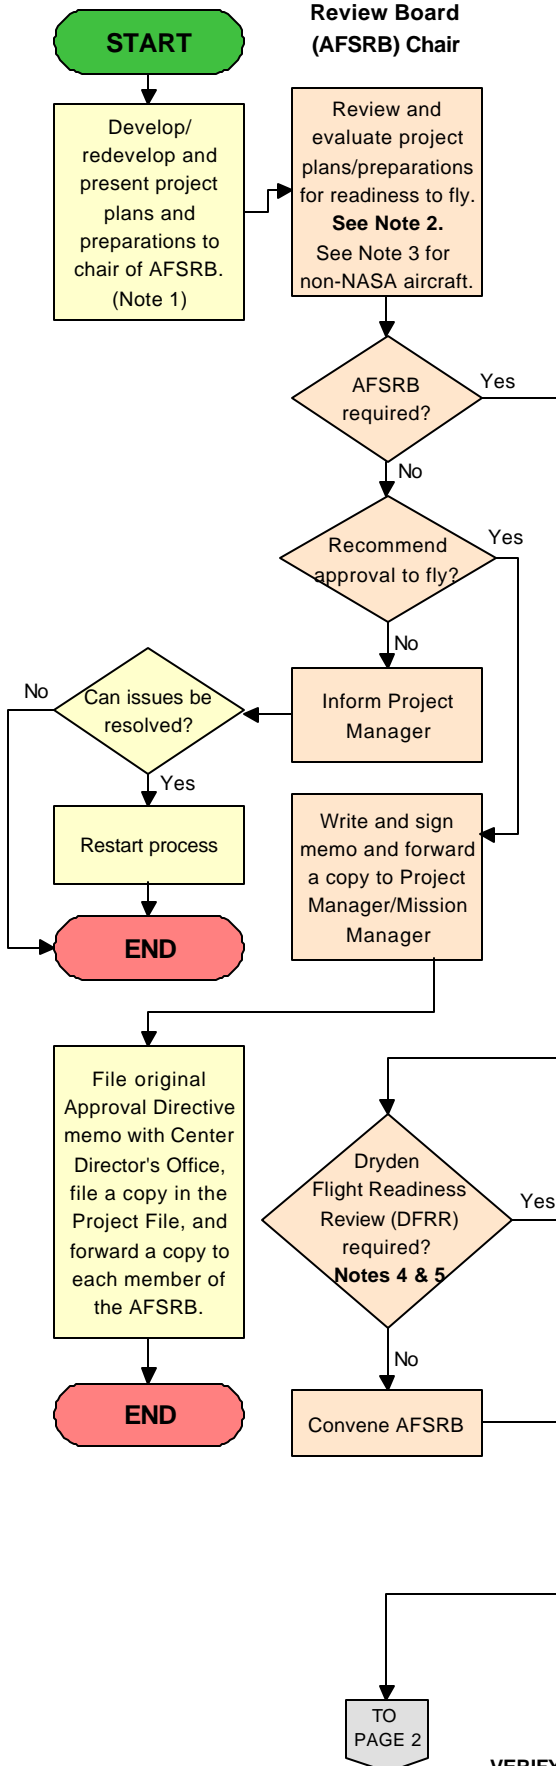 Review Board
(AFSRB) Chair
START
Develop/
redevelop and
present project
plans and
preparations to
chair of AFSRB.
(Note 1)
Review and
evaluate project
plans/preparations
for readiness to fly.
See Note 2.
See Note 3 for
non-NASA aircraft.
AFSRB
required?
Yes
No
Recommend
approval to fly?
Yes
No
Inform Project
Manager
Can issues be
resolved?
No
Yes
Restart process
END
Write and sign
memo and forward
a copy to Project
Manager/Mission
Manager
File original
Approval Directive
memo with Center
Director's Office,
file a copy in the
Project File, and
forward a copy to
each member of
the AFSRB.
END
Dryden
Flight Readiness
Review (DFRR)
required?
Notes 4 & 5
Yes
No
Convene AFSRB
TO
PAGE 2
VERIFY